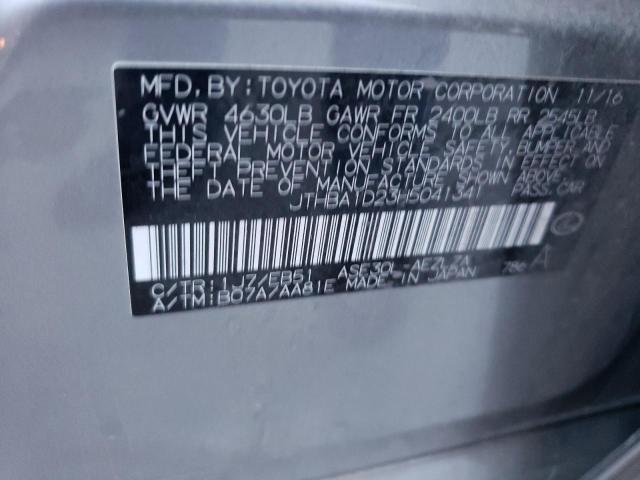 MFD. BY: TOYOTA MOTOR CORPORATION 11/16
GVWR 4630LB GAWR FR 2400LB RR 2545LB
THIS VEHICLE CONFORMS TO ALL APPLICABLE
FEDERAL MOTOR VEHICLE SAFETY, BUMPER AND
THEFT PREVENTION STANDARDS IN EFFECT ON
THE DATE OF MANUFACTURE SHOWN ABOVE.
JTHBA1D23H5041341 PASS CAR
C/TR: 1J7/EB51 ASE30L-AEZLZA
A/TM: B07A/AA81E MADE IN JAPAN 786 A